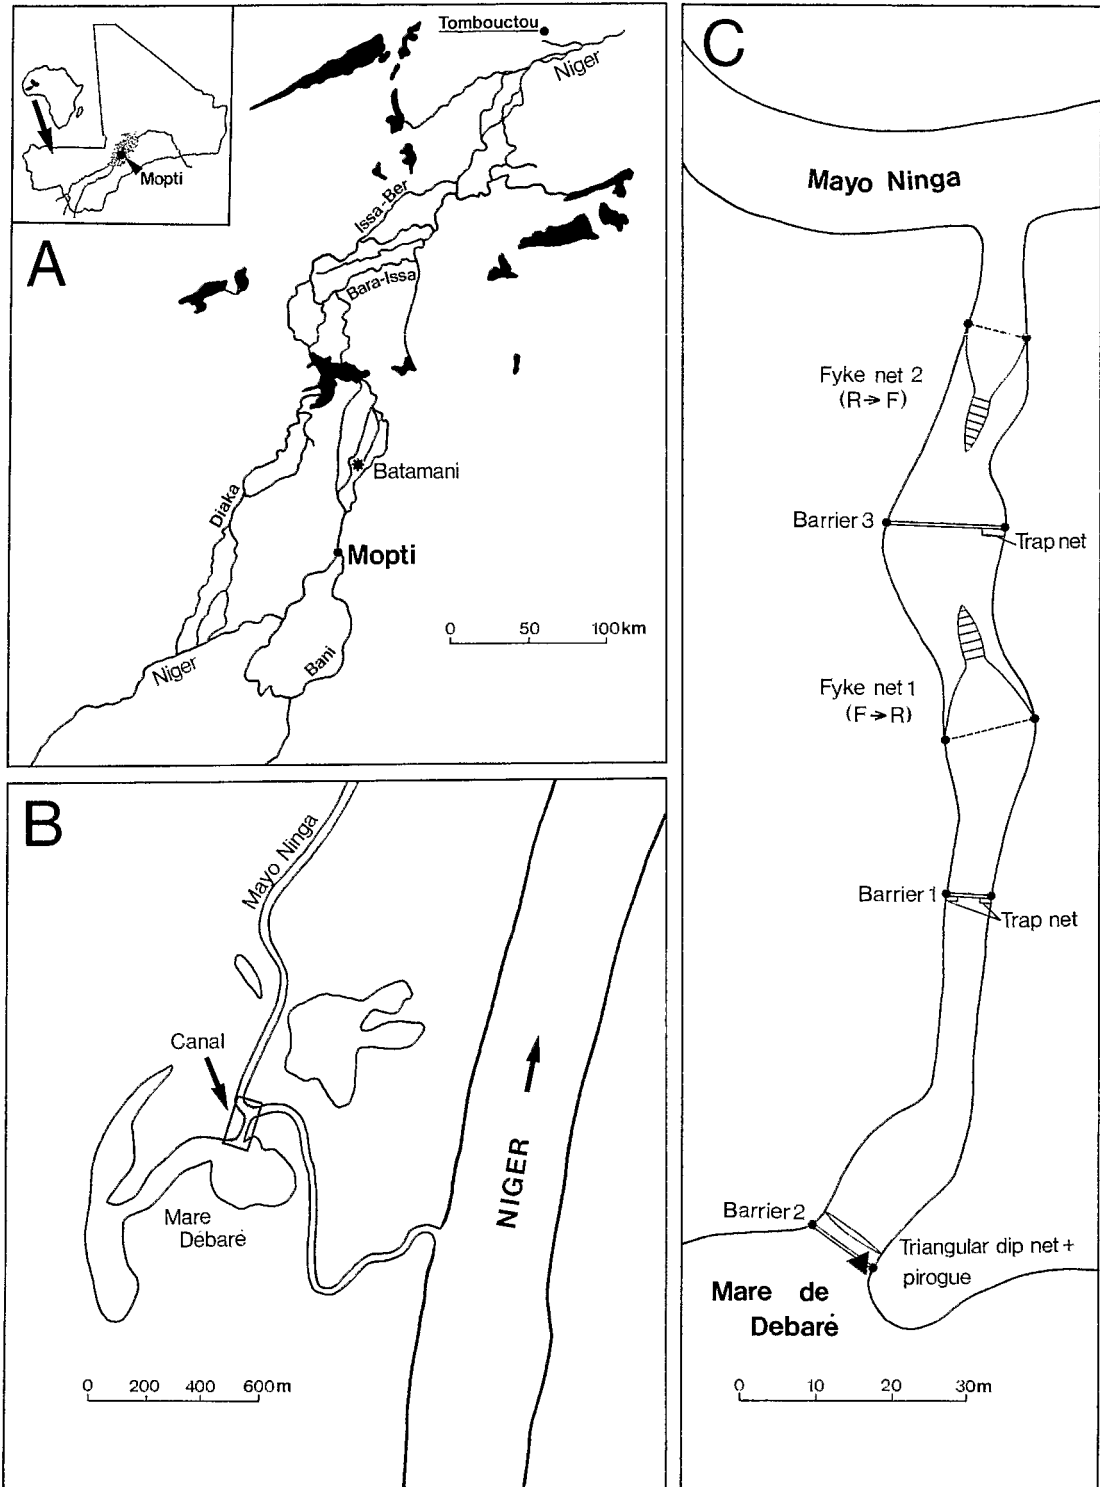 Tombouctou
Niger
Mopti
A
Issa-Ber
Bara-Issa
Batamani
Diaka
Mopti
0 50 100km
Bani
Niger
B
Mayo Ninga
Canal
Mare
Débaré
NIGER
0 200 400 600m
C
Mayo Ninga
Fyke net 2
(R→F)
Barrier 3
Trap net
Fyke net 1
(F→R)
Barrier 1
Trap net
Barrier 2
Triangular dip net +
pirogue
Mare de
Debaré
0 10 20 30m